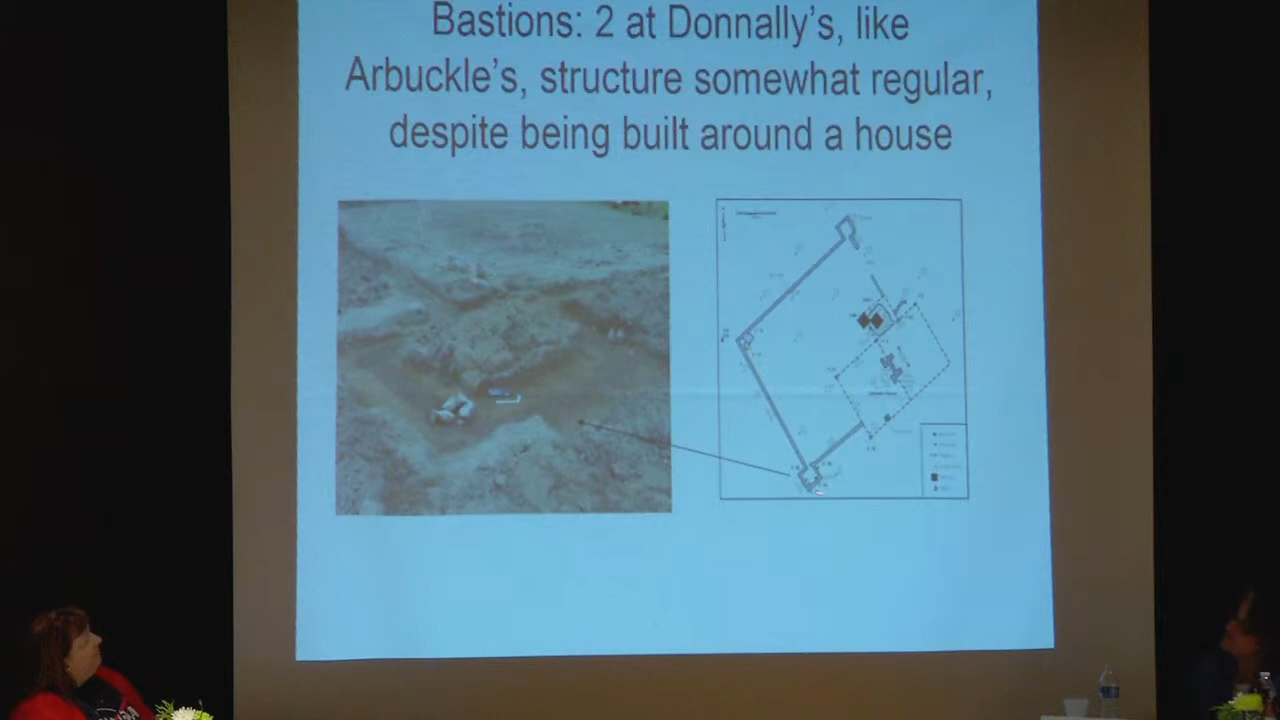 Bastions: 2 at Donnally's, like
Arbuckle's, structure somewhat regular,
despite being built around a house